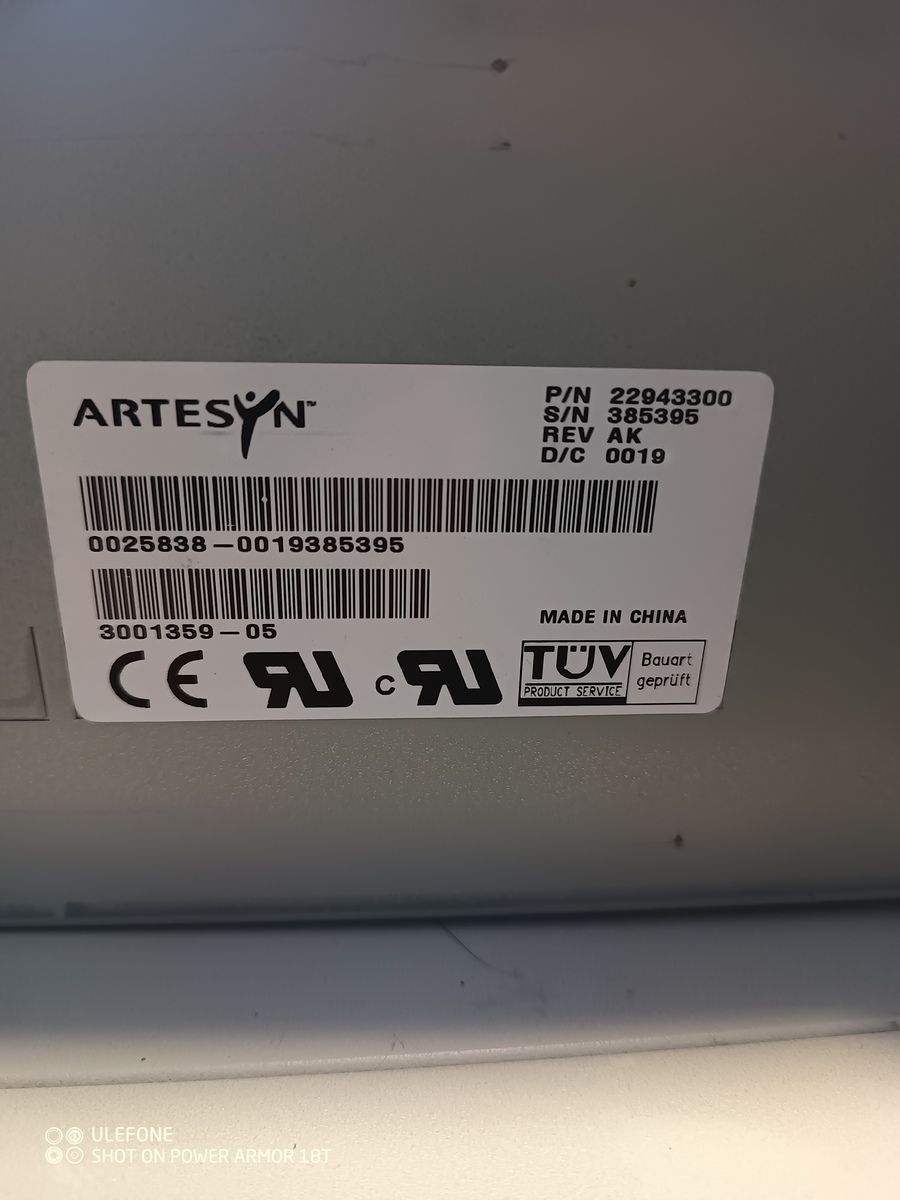 ARTESYN™
P/N 22943300
S/N 385395
REV AK
D/C 0019
0025838-0019385395
3001359-05
MADE IN CHINA
CE
c
TÜV
PRODUCT SERVICE
Bauart
geprüft
ULEFONE
SHOT ON POWER ARMOR 18T